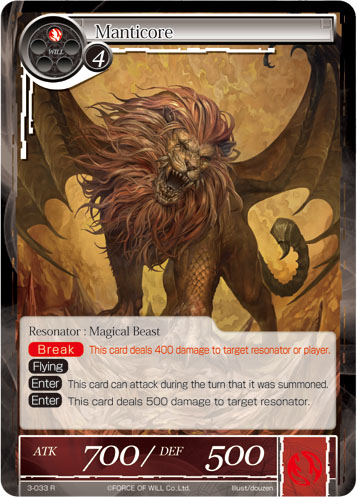 Manticore
WILL
4
Resonator : Magical Beast
Break This card deals 400 damage to target resonator or player.
Flying
Enter This card can attack during the turn that it was summoned.
Enter This card deals 500 damage to target resonator.
ATK 700 / DEF 500
3-033 R ©FORCE OF WILL Co.,Ltd. Illust/douzen